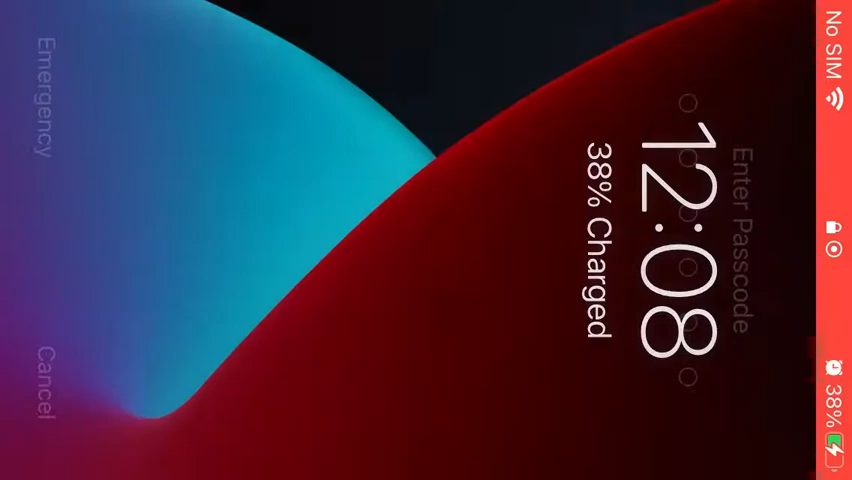 No SIM 38%
Enter Passcode
12:08
38% Charged
Emergency Cancel